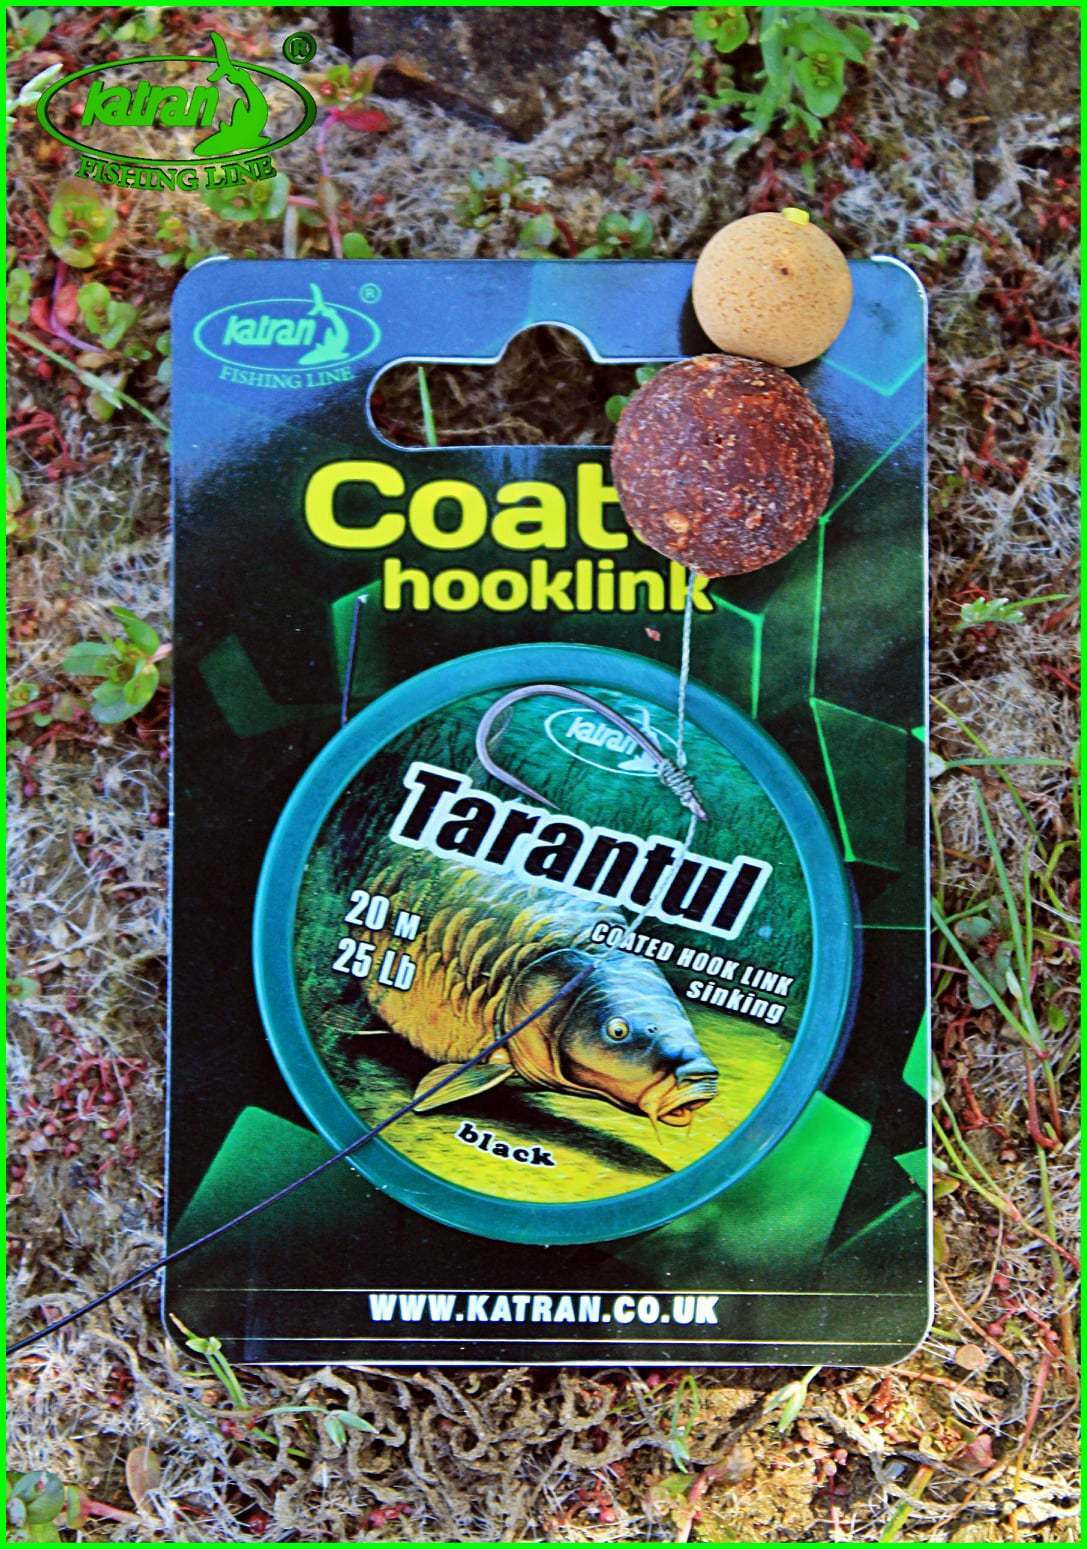 Katran ®
FISHING LINE
Katran ®
FISHING LINE
Coat
hooklink
Katran
Tarantul
20 M
25 Lb
COATED HOOK LINK
sinking
black
WWW.KATRAN.CO.UK